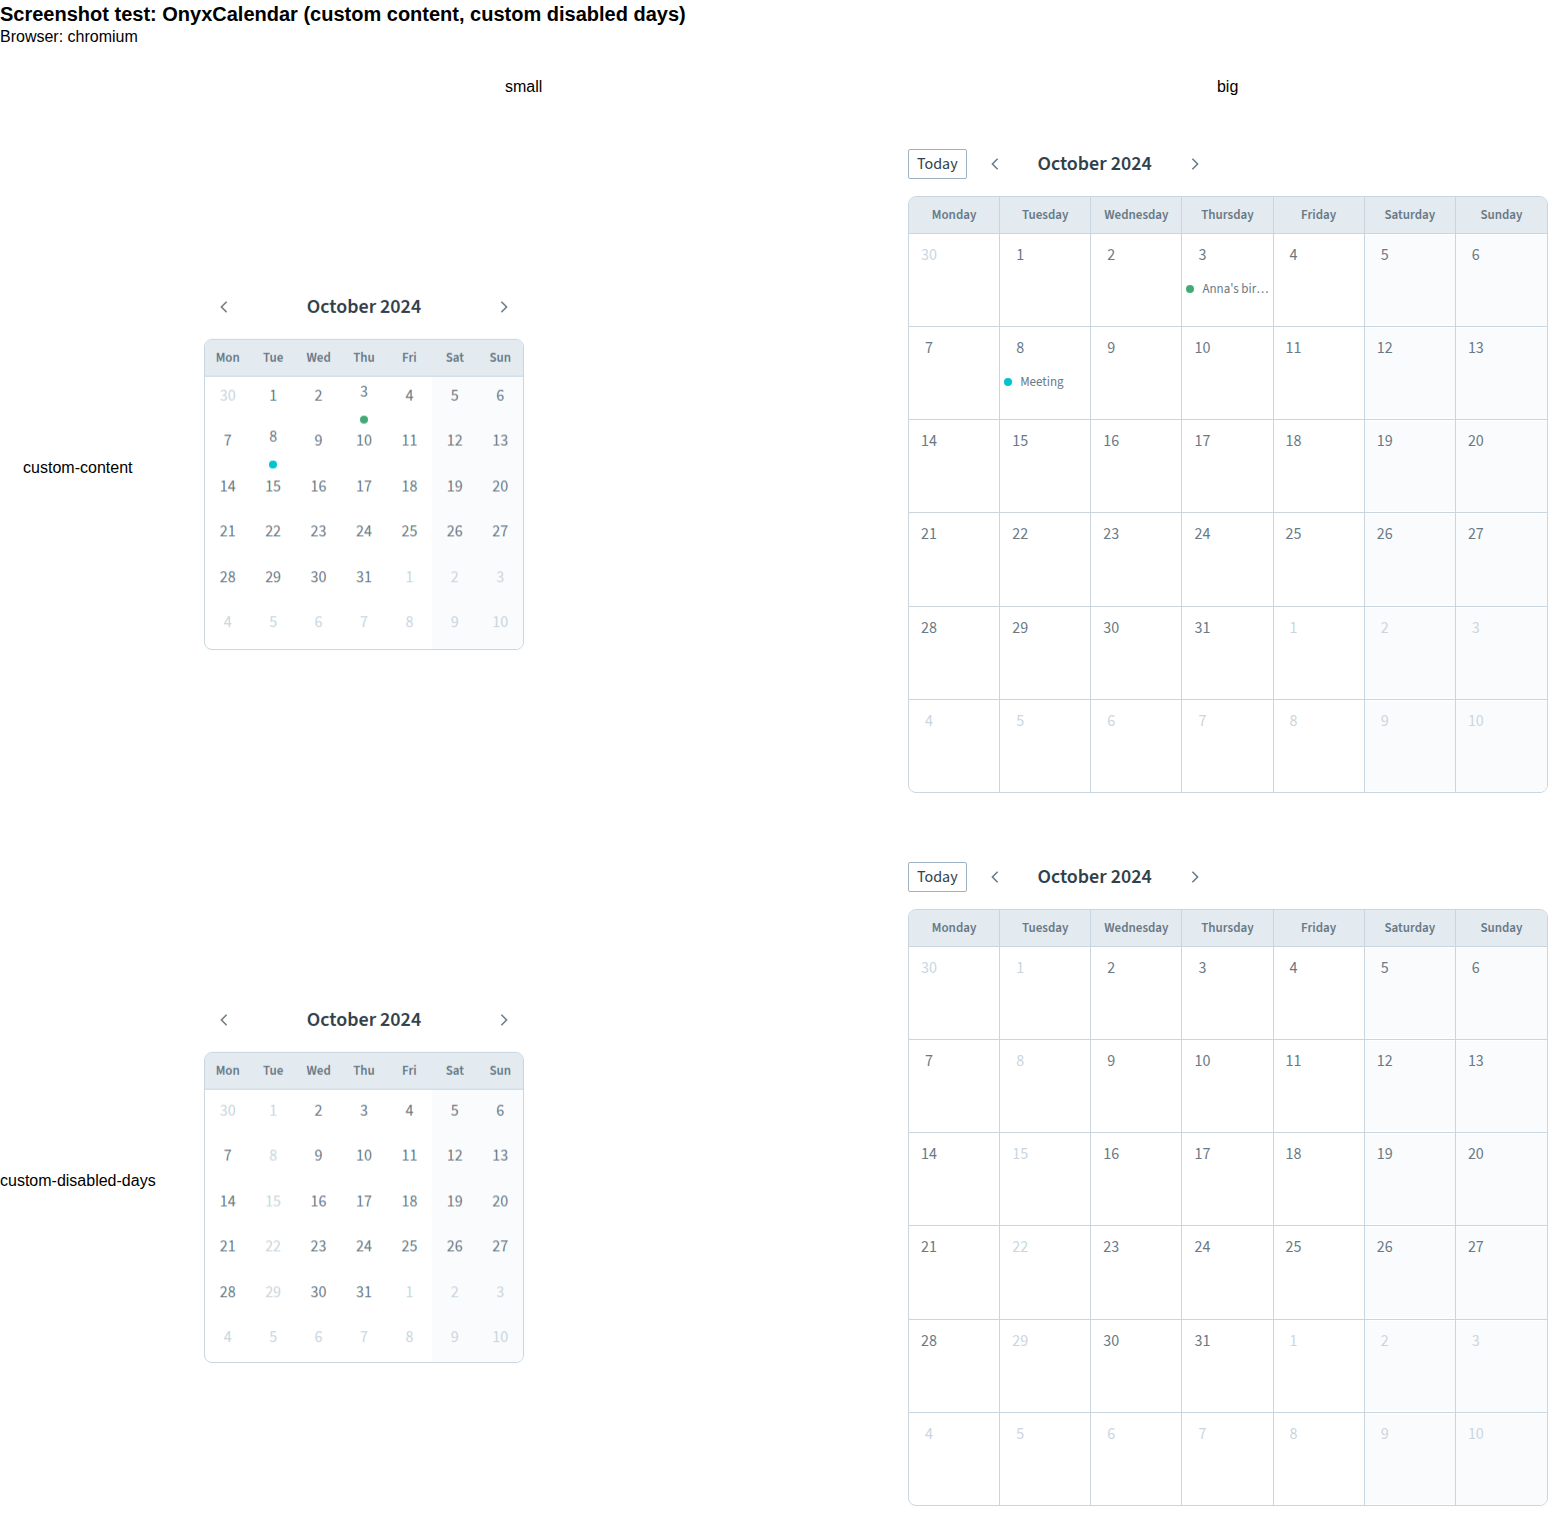 Screenshot test: OnyxCalendar (custom content, custom disabled days)
Browser: chromium
small big
custom-content
October 2024
Mon Tue Wed Thu Fri Sat Sun
30 1 2 3 4 5 6
7 8 9 10 11 12 13
14 15 16 17 18 19 20
21 22 23 24 25 26 27
28 29 30 31 1 2 3
4 5 6 7 8 9 10
Today October 2024
Monday Tuesday Wednesday Thursday Friday Saturday Sunday
30 1 2 3 4 5 6
Anna's bir…
7 8 9 10 11 12 13
Meeting
14 15 16 17 18 19 20
21 22 23 24 25 26 27
28 29 30 31 1 2 3
4 5 6 7 8 9 10
custom-disabled-days
October 2024
Mon Tue Wed Thu Fri Sat Sun
30 1 2 3 4 5 6
7 8 9 10 11 12 13
14 15 16 17 18 19 20
21 22 23 24 25 26 27
28 29 30 31 1 2 3
4 5 6 7 8 9 10
Today October 2024
Monday Tuesday Wednesday Thursday Friday Saturday Sunday
30 1 2 3 4 5 6
7 8 9 10 11 12 13
14 15 16 17 18 19 20
21 22 23 24 25 26 27
28 29 30 31 1 2 3
4 5 6 7 8 9 10